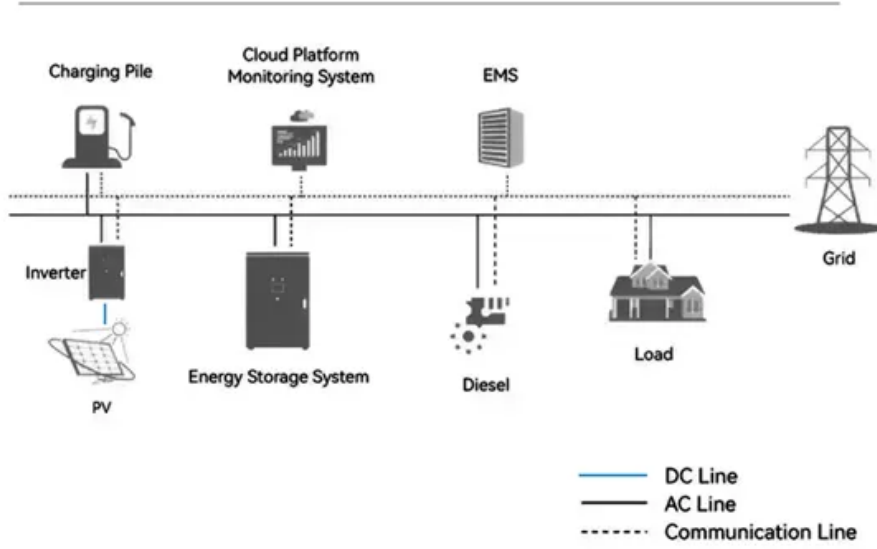 Charging Pile
Cloud Platform
Monitoring System
EMS
Inverter
Grid
Energy Storage System
Load
Diesel
PV
DC Line
AC Line
Communication Line